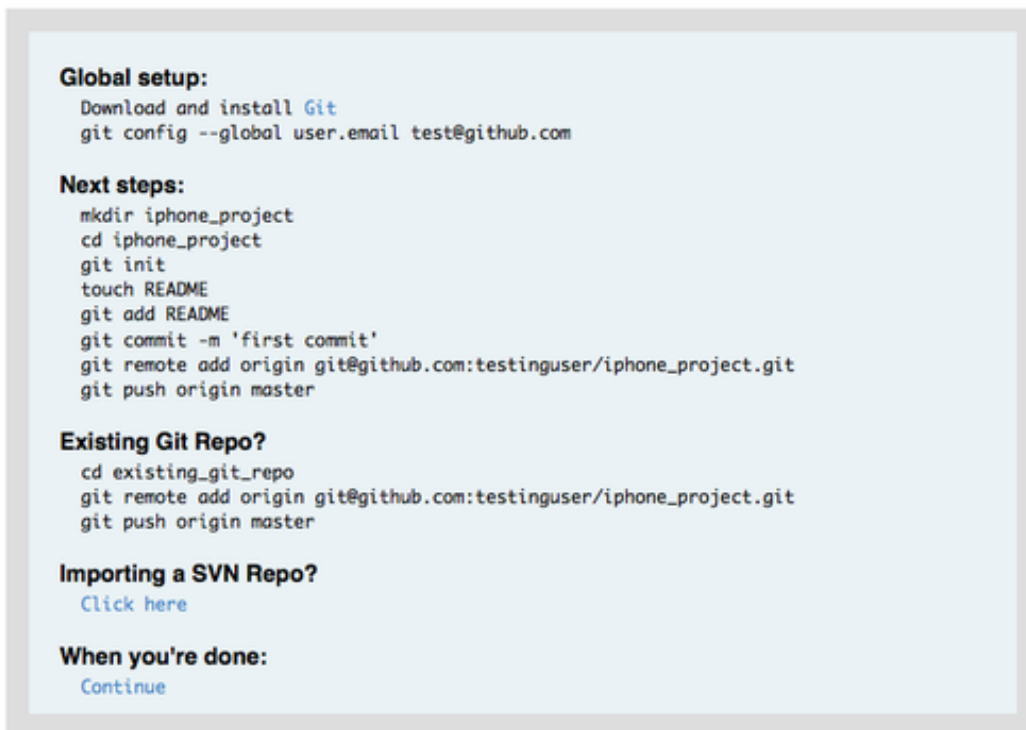 Global setup:
Download and install Git
git config --global user.email test@github.com
Next steps:
mkdir iphone_project
cd iphone_project
git init
touch README
git add README
git commit -m 'first commit'
git remote add origin git@github.com:testinguser/iphone_project.git
git push origin master
Existing Git Repo?
cd existing_git_repo
git remote add origin git@github.com:testinguser/iphone_project.git
git push origin master
Importing a SVN Repo?
Click here
When you're done:
Continue